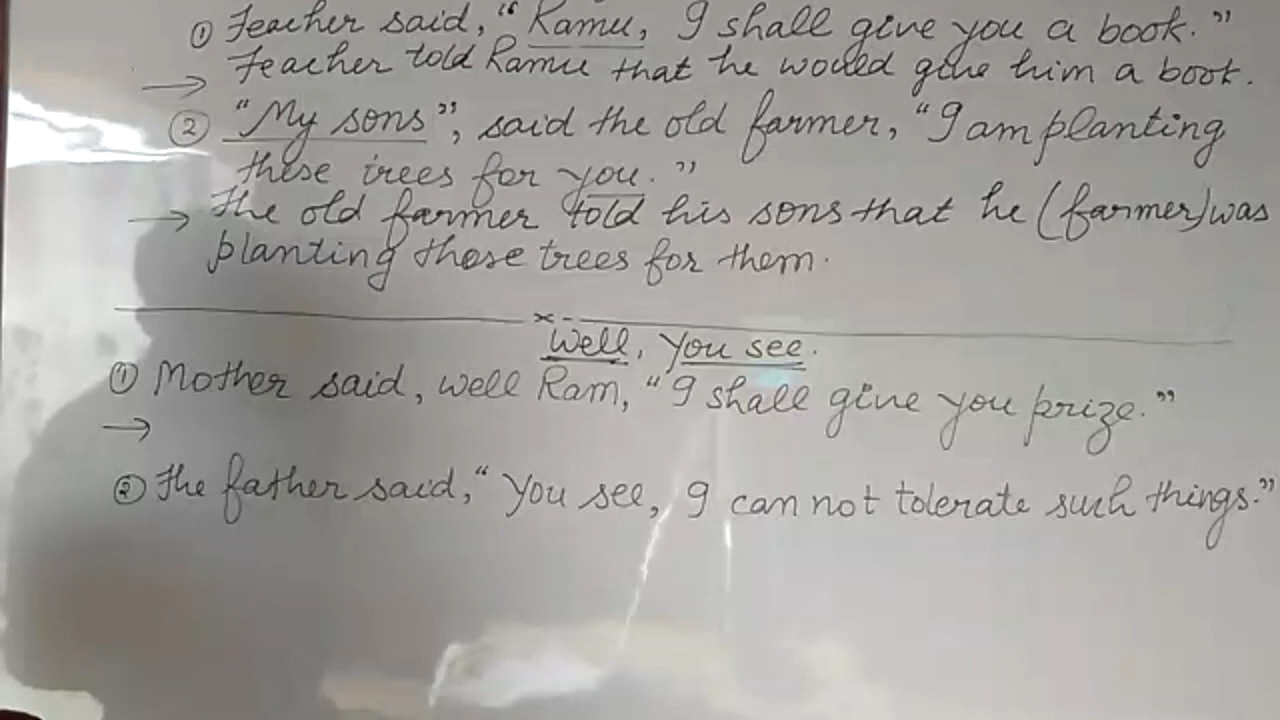 ① Teacher said, “Ramu, I shall give you a book.”
→ Teacher told Ramu that he would give him a book.
② “My sons”, said the old farmer, “I am planting
these trees for you.”
→ The old farmer told his sons that he (farmer) was
planting those trees for them.
Well, You see.
① Mother said, well Ram, “I shall give you prize.”
→
② The father said, “You see, I can not tolerate such things.”